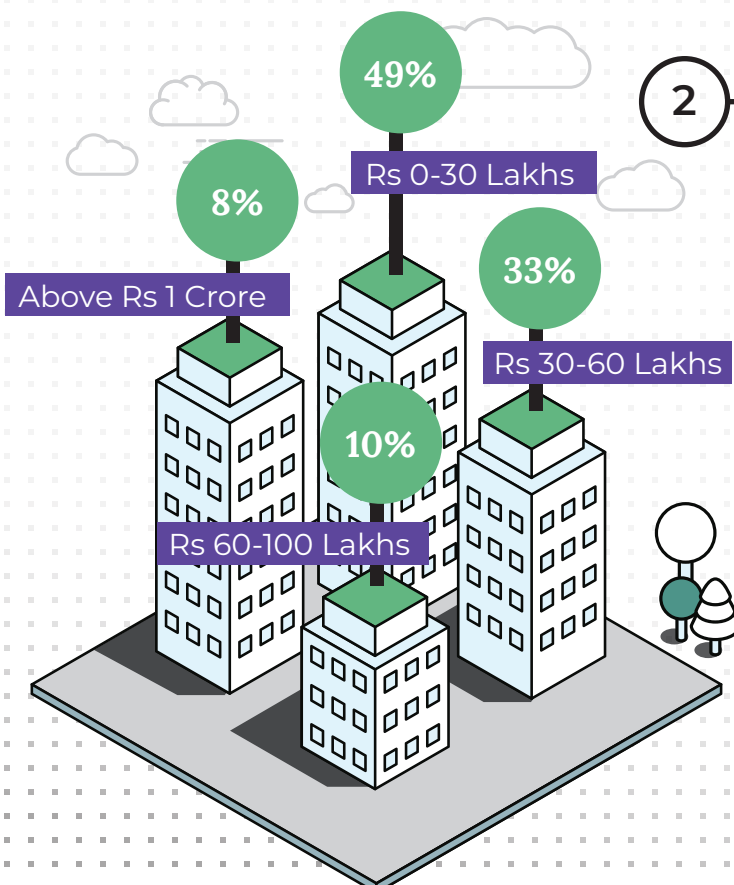 49%
Rs 0-30 Lakhs
2
8%
Above Rs 1 Crore
33%
Rs 30-60 Lakhs
10%
Rs 60-100 Lakhs